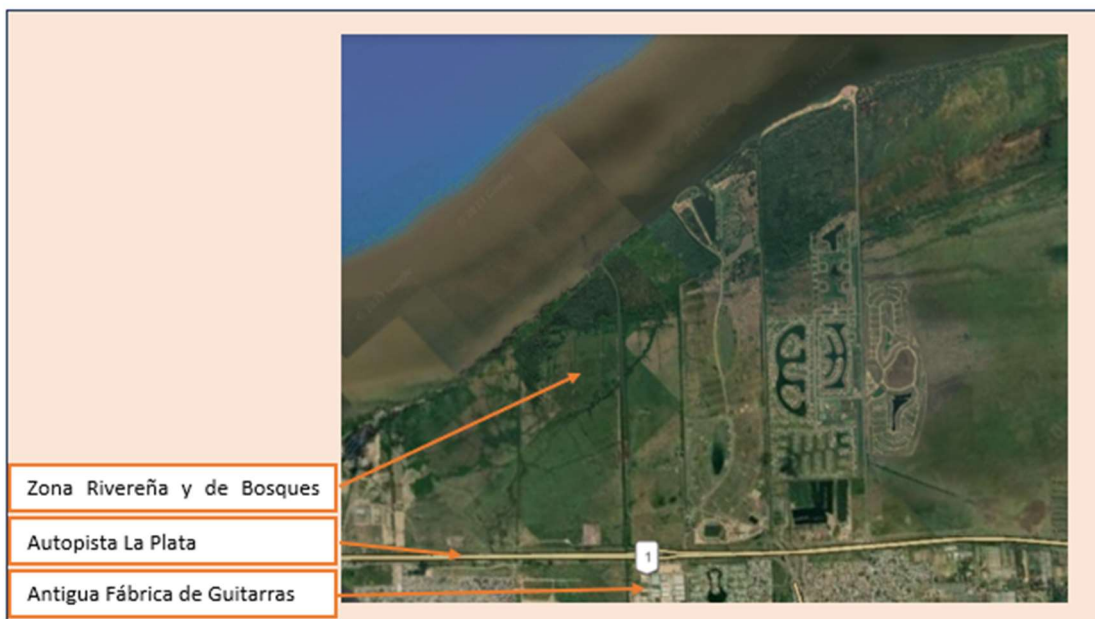 Zona Rivereña y de Bosques
Autopista La Plata
1
Antigua Fábrica de Guitarras